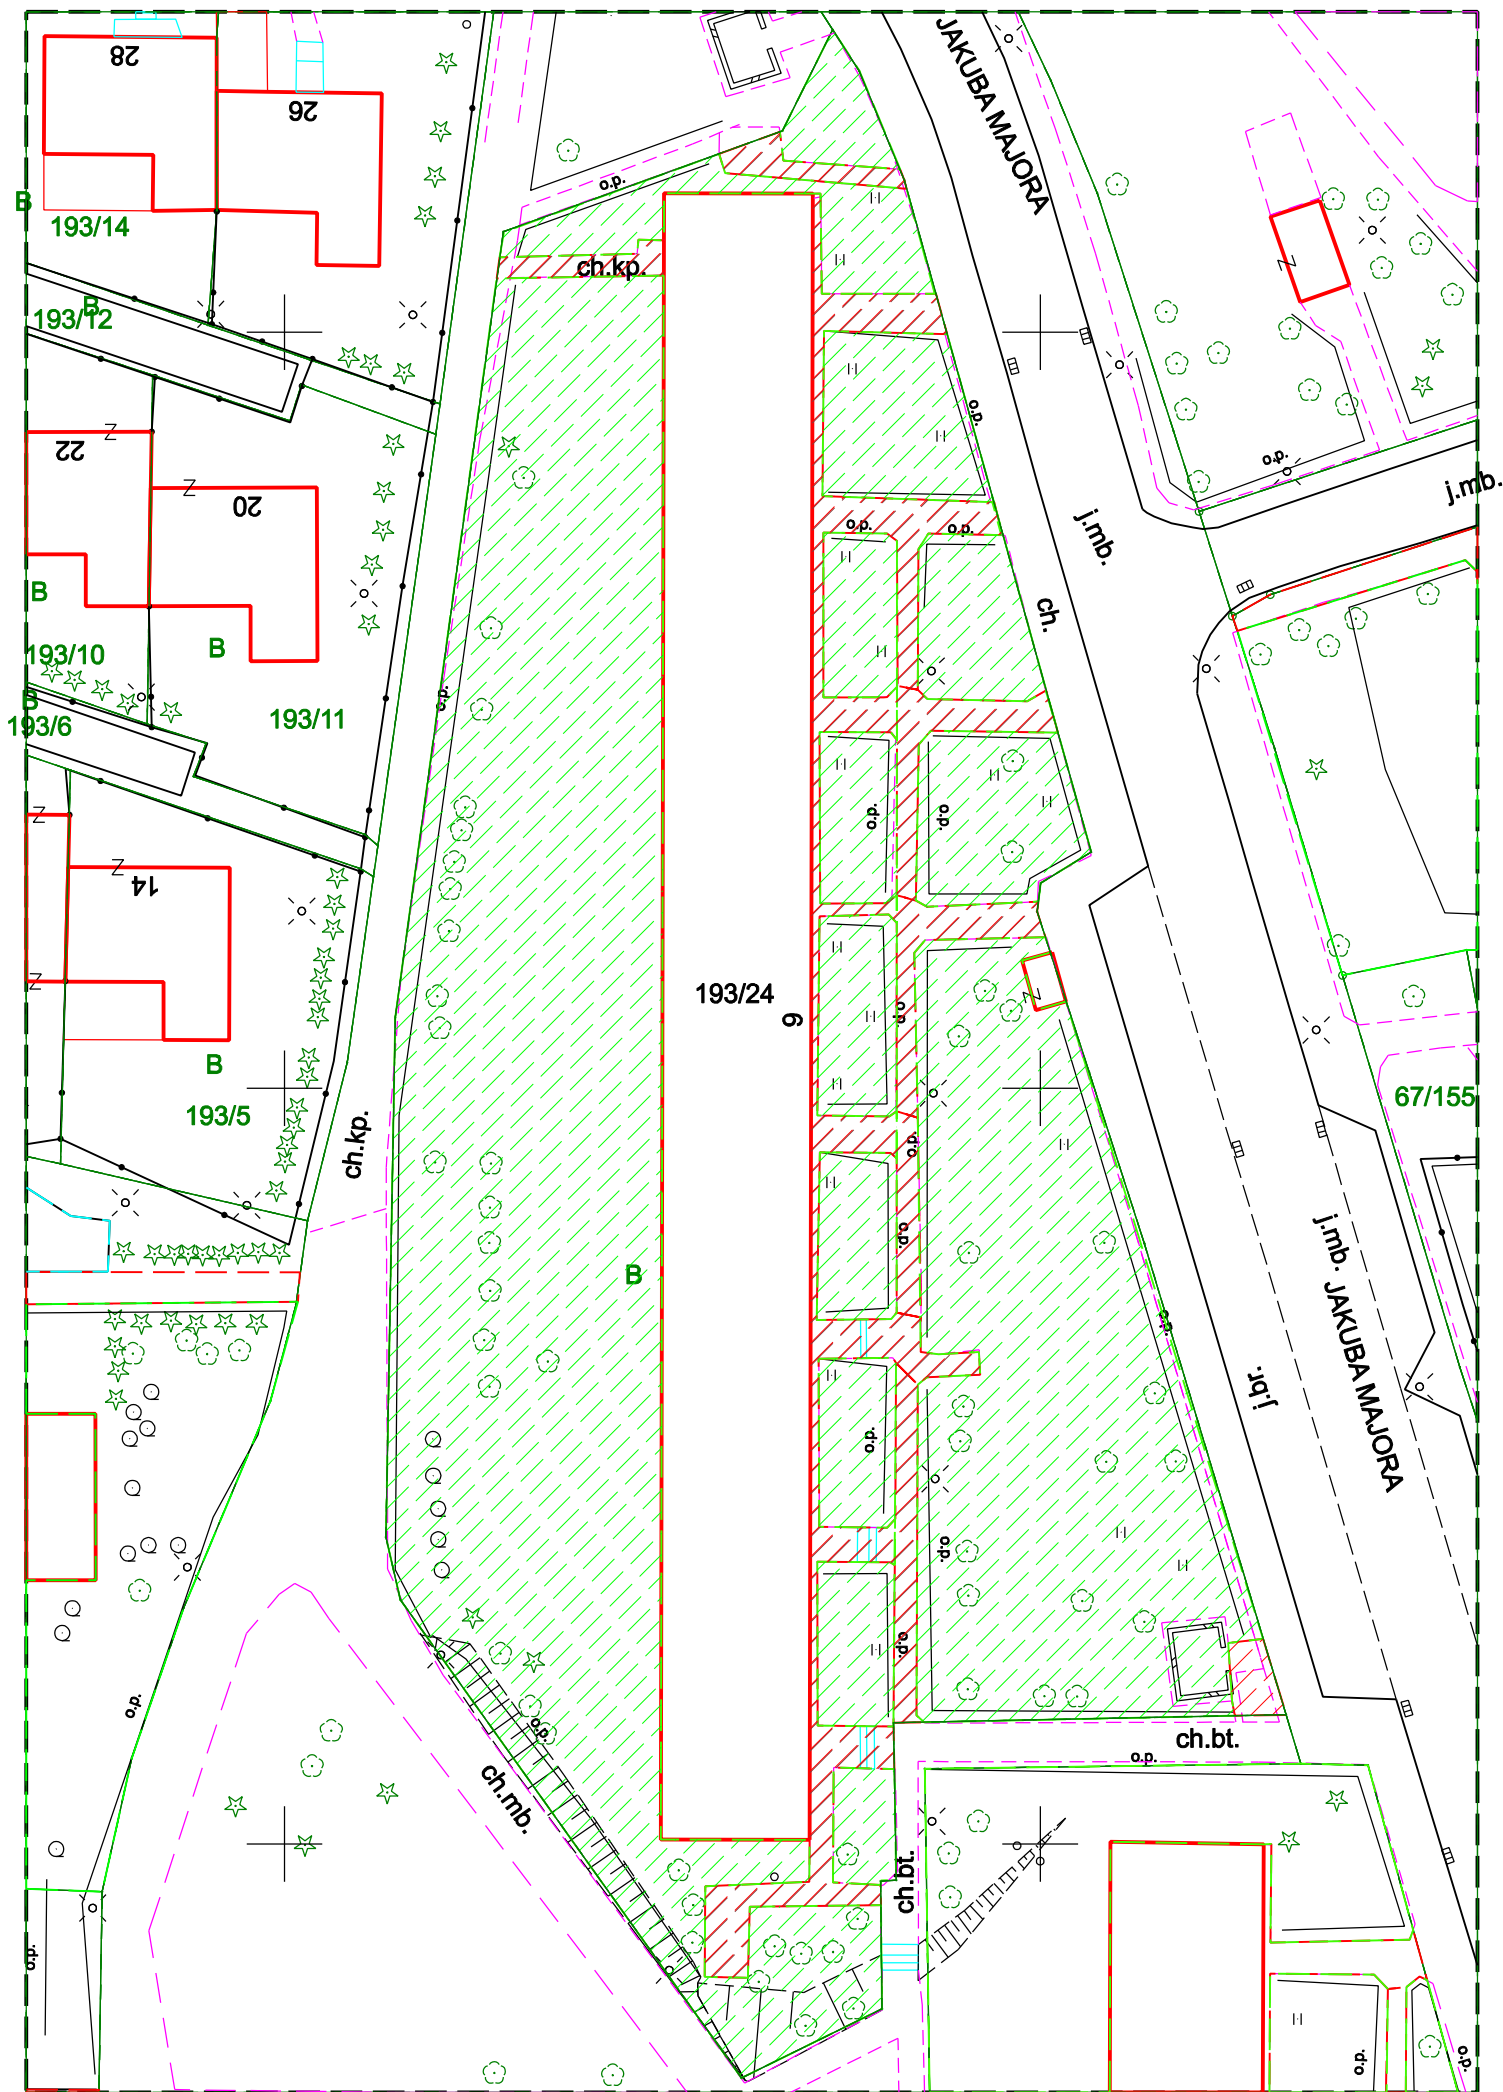 28
26
JAKUBA MAJORA
B
193/14
o.p.
ch.kp.
Z
B
193/12
o.p.
22
Z
Z
20
o.p.
j.mb.
o.p.
o.p.
j.mb.
B
ch.
B
193/10
B
193/6
193/11
o.p.
Z
o.p.
o.p.
Z
14
Z
193/24
9
Z
o.p.
B
193/5
67/155
ch.kp.
o.p.
o.p.
j.mb. JAKUBA MAJORA
B
o.p.
j.br.
o.p.
o.p.
o.p.
o.p.
o.p.
ch.bt.
o.p.
ch.mb.
ch.bt.
o.p.
o.p.
o.p.